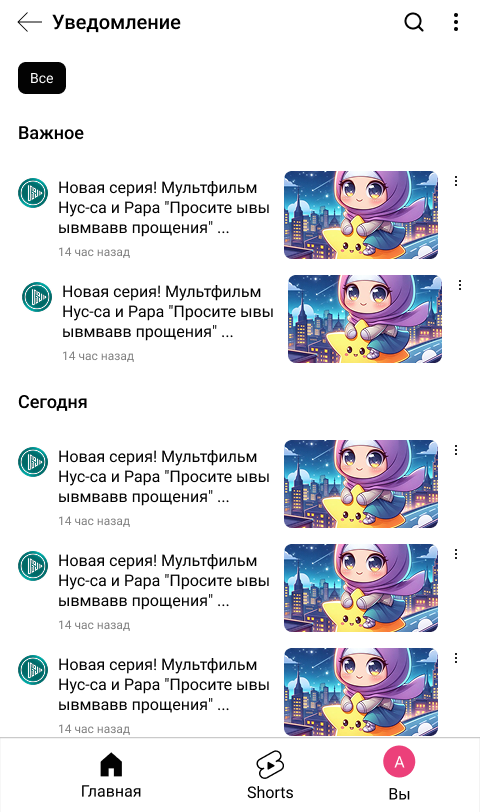 Уведомление
Все
Важное
Новая серия! Мультфильм
Нус-са и Рара "Просите ывы
ывмвавв прощения" ...
14 час назад
Новая серия! Мультфильм
Нус-са и Рара "Просите ывы
ывмвавв прощения" ...
14 час назад
Сегодня
Новая серия! Мультфильм
Нус-са и Рара "Просите ывы
ывмвавв прощения" ...
14 час назад
Новая серия! Мультфильм
Нус-са и Рара "Просите ывы
ывмвавв прощения" ...
14 час назад
Новая серия! Мультфильм
Нус-са и Рара "Просите ывы
ывмвавв прощения" ...
14 час назад
Главная
Shorts
А
Вы